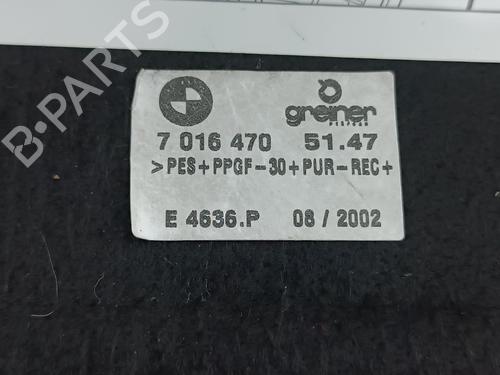 B-PARTS
greiner
7 016 470 51.47
>PES+PPGF-30+PUR-REC+
E 4636.P 08/2002